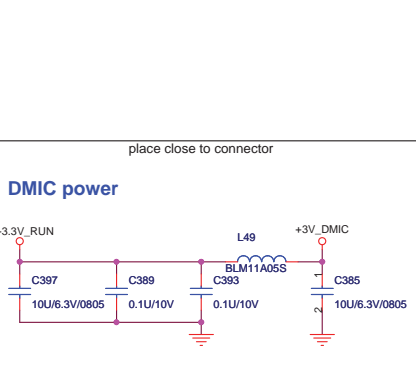 place close to connector
DMIC power
+3.3V_RUN
L49
+3V_DMIC
BLM11A05S
1
C397
C389
C393
C385
10U/6.3V/0805
0.1U/10V
0.1U/10V
2
10U/6.3V/0805